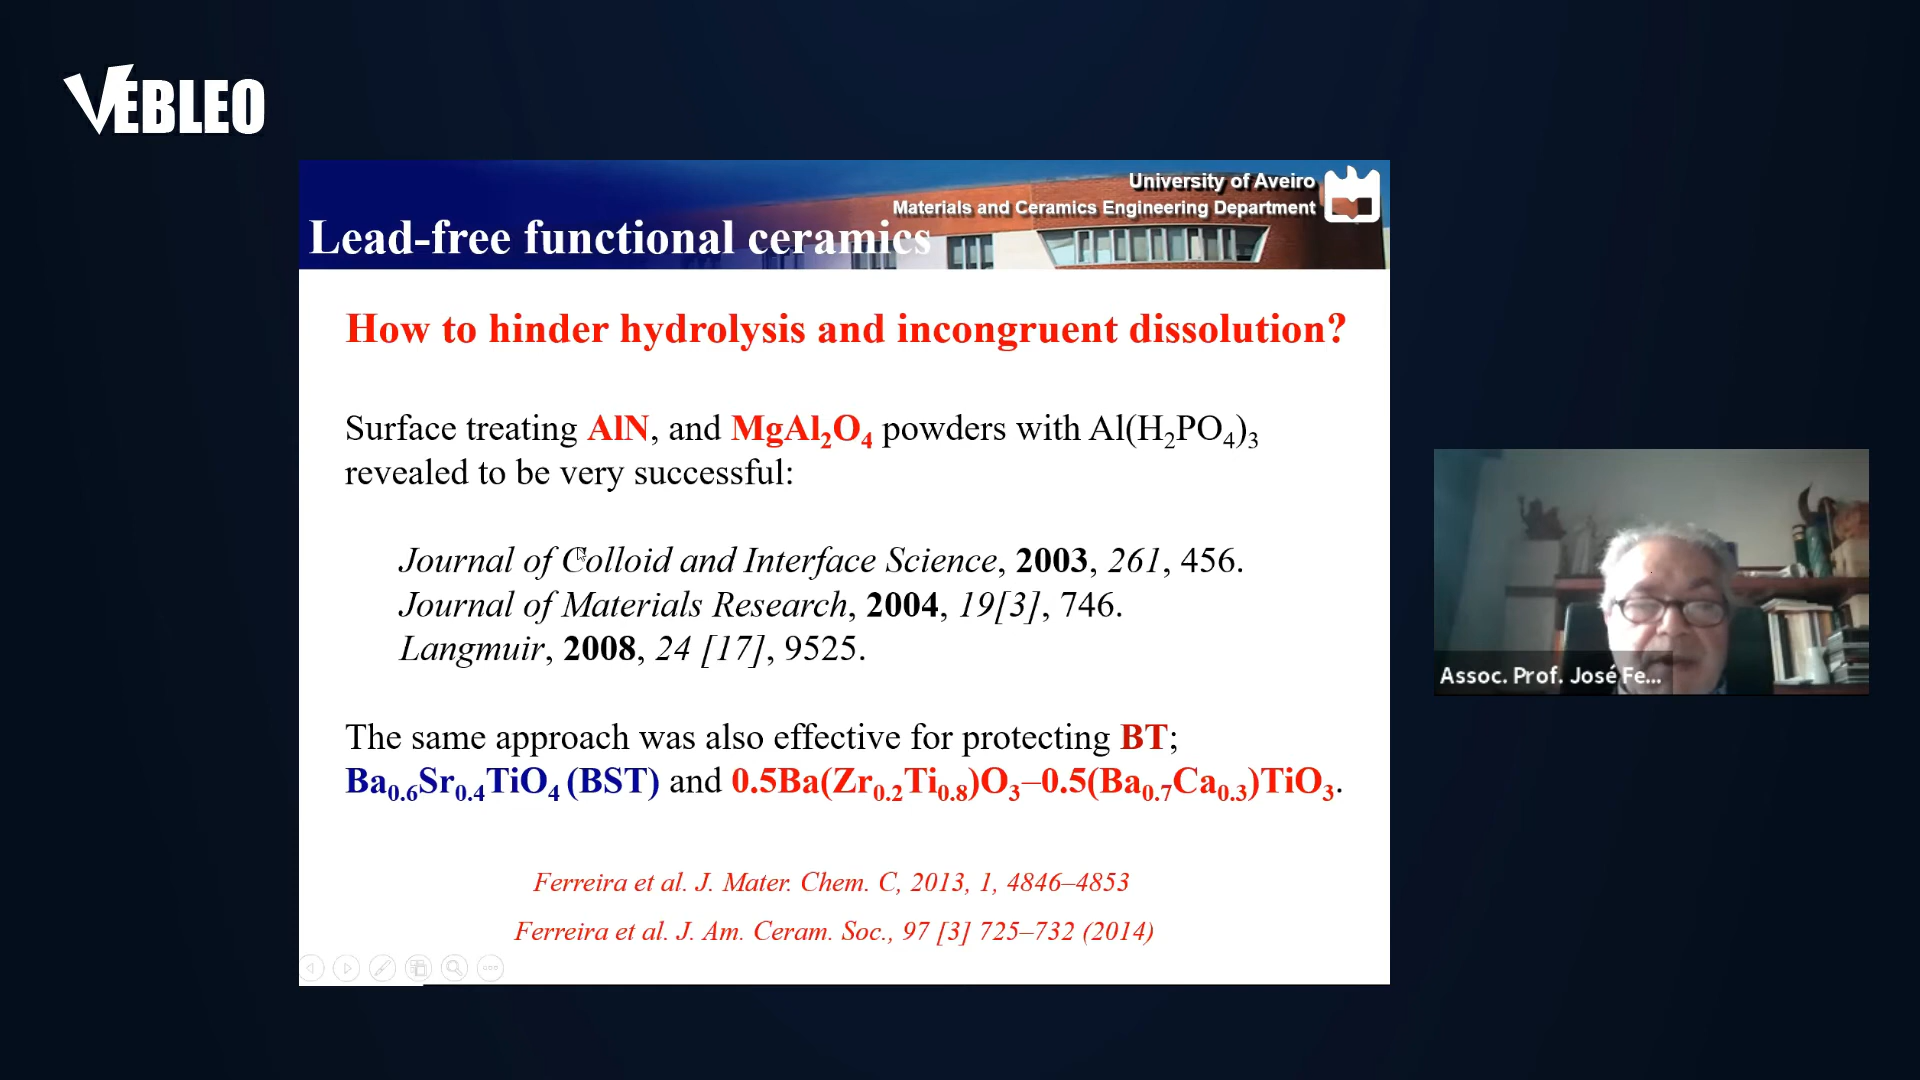 VEBLEO
University of Aveiro
Materials and Ceramics Engineering Department
Lead-free functional ceramics
How to hinder hydrolysis and incongruent dissolution?
Surface treating AlN, and MgAl₂O₄ powders with Al(H₂PO₄)₃
revealed to be very successful:
Journal of Colloid and Interface Science, 2003, 261, 456.
Journal of Materials Research, 2004, 19[3], 746.
Langmuir, 2008, 24 [17], 9525.
The same approach was also effective for protecting BT;
Ba₀.₆Sr₀.₄TiO₄ (BST) and 0.5Ba(Zr₀.₂Ti₀.₈)O₃–0.5(Ba₀.₇Ca₀.₃)TiO₃.
Ferreira et al. J. Mater. Chem. C, 2013, 1, 4846–4853
Ferreira et al. J. Am. Ceram. Soc., 97 [3] 725–732 (2014)
Assoc. Prof. José Fe...